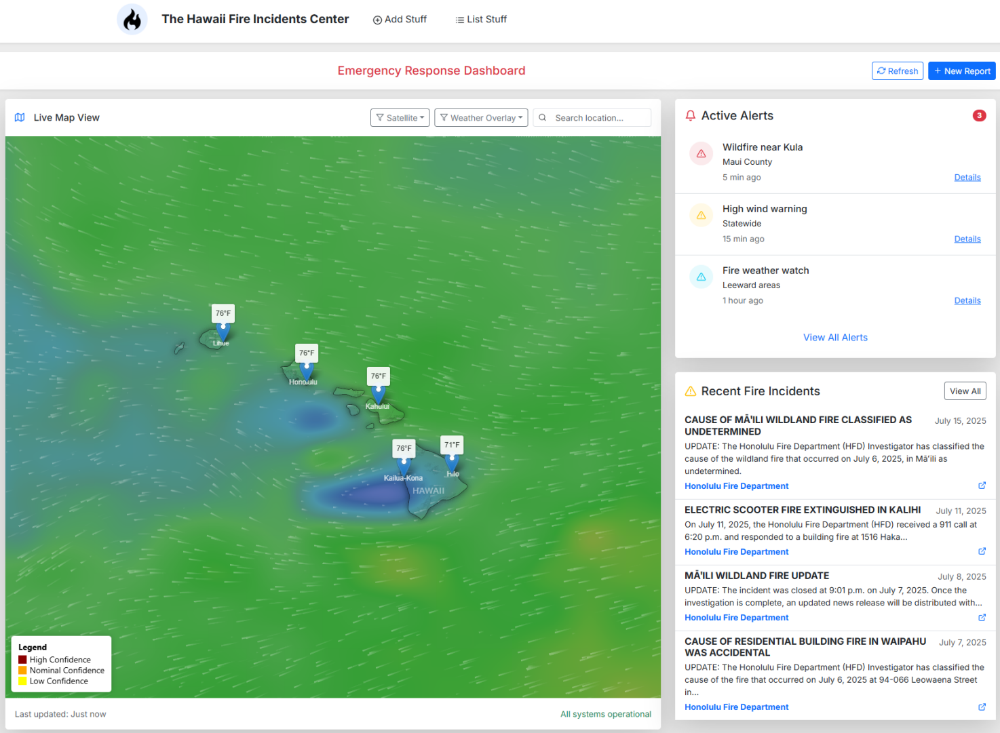 The Hawaii Fire Incidents Center
Add Stuff
List Stuff
Emergency Response Dashboard
Refresh
+ New Report
Live Map View
Satellite
Weather Overlay
Search location...
76°F
Lihue
76°F
Honolulu
76°F
Kahului
76°F
71°F
Kailua-Kona
Hilo
HAWAII
Legend
High Confidence
Nominal Confidence
Low Confidence
Last updated: Just now
All systems operational
Active Alerts
3
Wildfire near Kula
Maui County
5 min ago
Details
High wind warning
Statewide
15 min ago
Details
Fire weather watch
Leeward areas
1 hour ago
Details
View All Alerts
Recent Fire Incidents
View All
CAUSE OF MĀʻILI WILDLAND FIRE CLASSIFIED AS
UNDETERMINED
July 15, 2025
UPDATE: The Honolulu Fire Department (HFD) Investigator has classified the
cause of the wildland fire that occurred on July 6, 2025, in Māʻili as
undetermined.
Honolulu Fire Department
ELECTRIC SCOOTER FIRE EXTINGUISHED IN KALIHI
July 11, 2025
On July 11, 2025, the Honolulu Fire Department (HFD) received a 911 call at
6:20 p.m. and responded to a building fire at 1516 Haka...
Honolulu Fire Department
MĀʻILI WILDLAND FIRE UPDATE
July 8, 2025
UPDATE: The incident was closed at 9:01 p.m. on July 7, 2025. Once the
investigation is complete, an updated news release will be distributed with...
Honolulu Fire Department
CAUSE OF RESIDENTIAL BUILDING FIRE IN WAIPAHU
WAS ACCIDENTAL
July 7, 2025
UPDATE: The Honolulu Fire Department (HFD) Investigator has classified the
cause of the fire that occurred on July 6, 2025 at 94-066 Leowaena Street
in...
Honolulu Fire Department